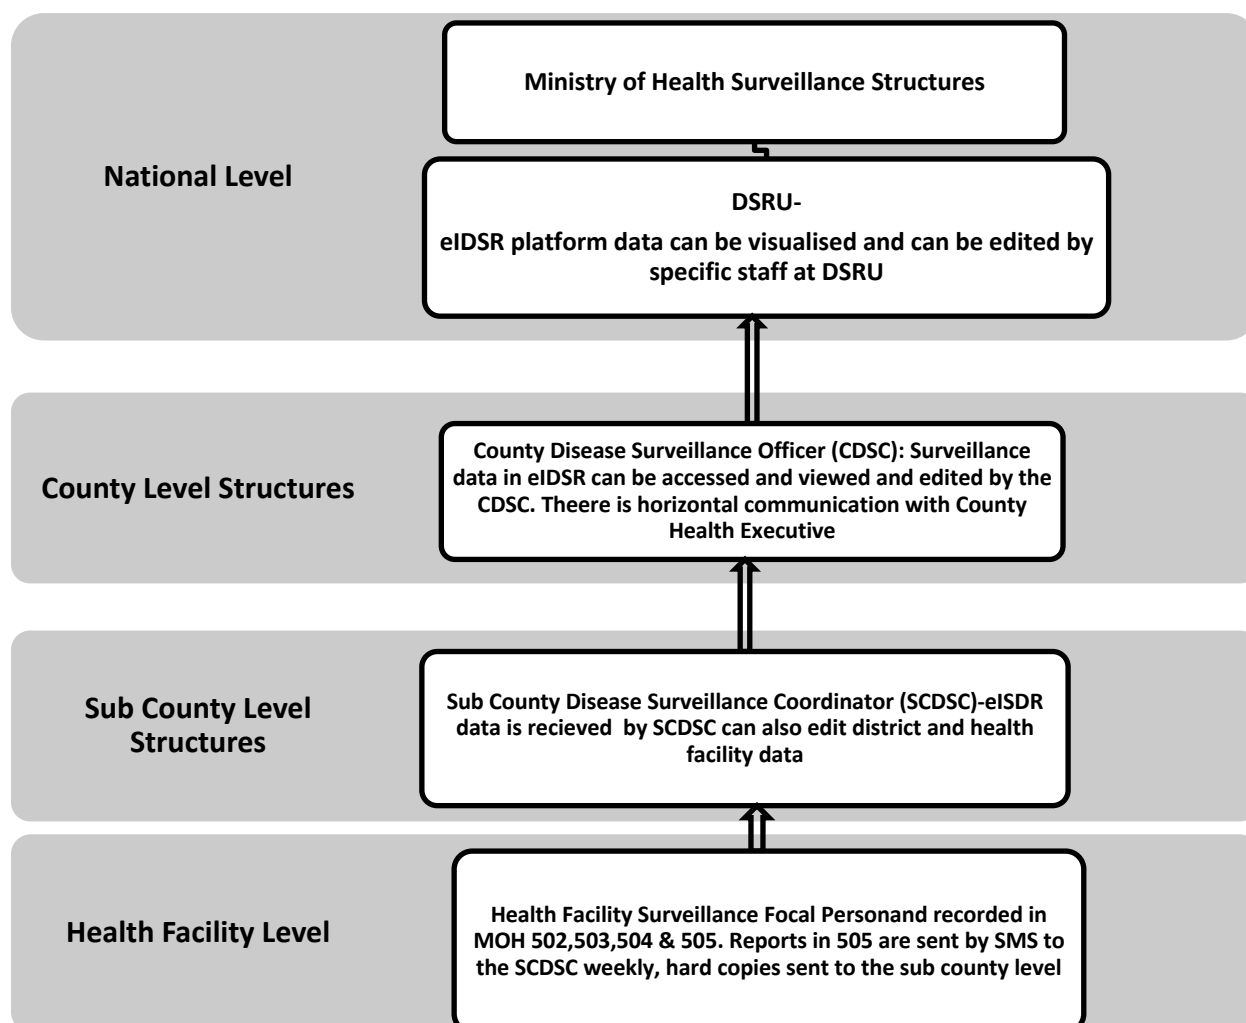 Ministry of Health Surveillance Structures
National Level
DSRU-
eIDSR platform data can be visualised and can be edited by
specific staff at DSRU
County Level Structures
County Disease Surveillance Officer (CDSC): Surveillance
data in eIDSR can be accessed and viewed and edited by the
CDSC. Theere is horizontal communication with County
Health Executive
Sub County Level
Structures
Sub County Disease Surveillance Coordinator (SCDSC)-eISDR
data is recieved  by SCDSC can also edit district and health
facility data
Health Facility Level
Health Facility Surveillance Focal Personand recorded in
MOH 502,503,504 & 505. Reports in 505 are sent by SMS to
the SCDSC weekly, hard copies sent to the sub county level